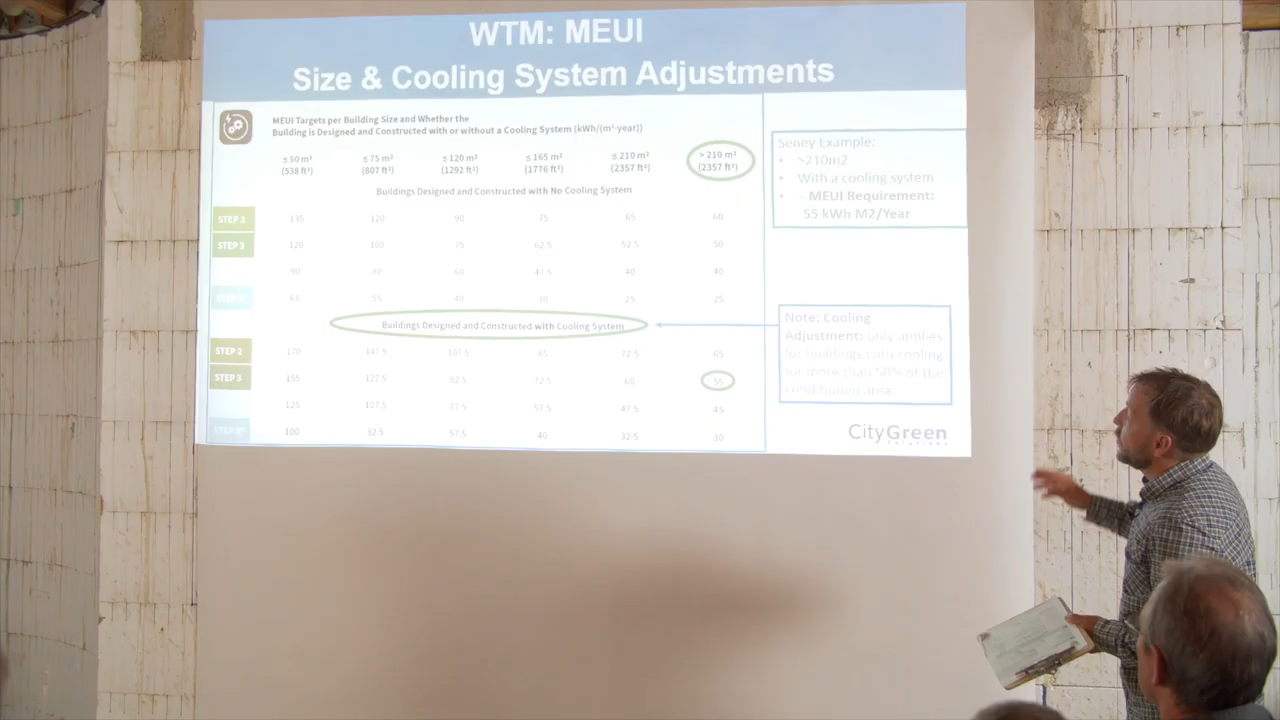 WTM: MEUI
Size & Cooling System Adjustments
MEUI Targets per Building Size and Whether the
Building is Designed and Constructed with or without a Cooling System (kWh/(m²·year))
≤ 50 m² ≤ 75 m² ≤ 120 m² ≤ 165 m² ≤ 210 m² > 210 m²
(538 ft²) (807 ft²) (1292 ft²) (1776 ft²) (2357 ft²) (2357 ft²)
Buildings Designed and Constructed with No Cooling System
STEP 2 135 120 90 75 65 60
STEP 3 120 100 75 62.5 52.5 50
90 80 60 47.5 40 40
65 55 40 30 25 25
Buildings Designed and Constructed with Cooling System
STEP 2 170 147.5 107.5 72.5 65
STEP 3 155 127.5 92.5 72.5 60 55
125 107.5 77.5 57.5 47.5 45
100 82.5 57.5 40 32.5 30
Seney Example:
• >210m2
• With a cooling system
• MEUI Requirement:
55 kWh M2/Year
Note: Cooling
Adjustment: only applies
for buildings with cooling
for more than 50% of the
conditioned area.
CityGreen
Solutions